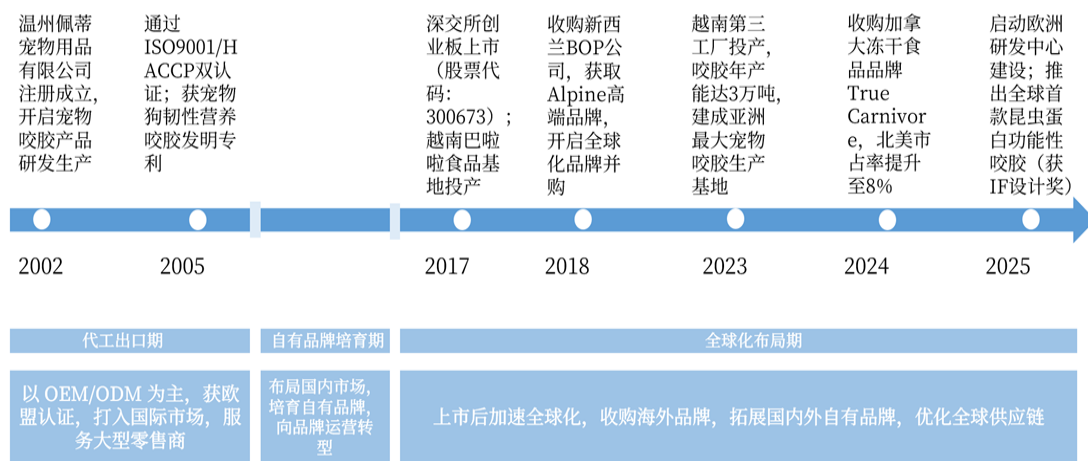 温州佩蒂
宠物用品
有限公司
注册成立，
开启宠物
咬胶产品
研发生产
通过
ISO9001/H
ACCP双认
证；获宠物
狗韧性营养
咬胶发明专
利
深交所创
业板上市
（股票代
码：
300673）；
越南巴啦
啦食品基
地投产
收购新西
兰BOP公
司，获取
Alpine高
端品牌，
开启全球
化品牌并
购
越南第三
工厂投产，
咬胶年产
能达3万吨，
建成亚洲
最大宠物
咬胶生产
基地
收购加拿
大冻干食
品品牌
True
Carnivor
e，北美市
占率提升
至8%
启动欧洲
研发中心
建设；推
出全球首
款昆虫蛋
白功能性
咬胶（获
IF设计奖）
2002
2005
2017
2018
2023
2024
2025
代工出口期
自有品牌培育期
全球化布局期
以 OEM/ODM 为主，获欧
盟认证，打入国际市场，服
务大型零售商
布局国内市场，
培育自有品牌，
向品牌运营转
型
上市后加速全球化，收购海外品牌，拓展国内外自有品牌，优化全球供应链